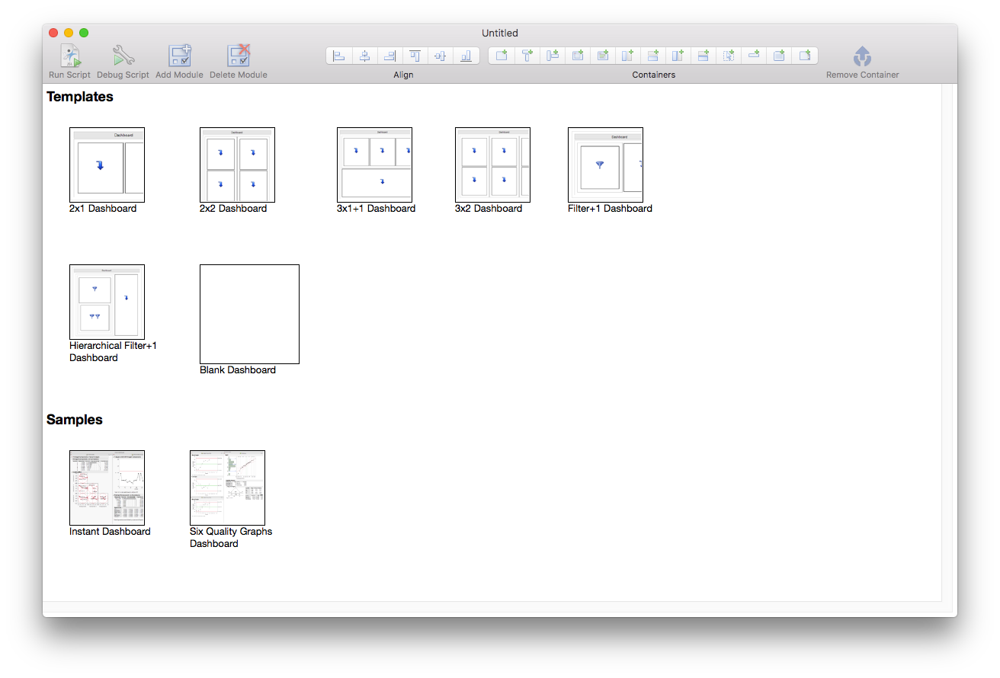 Untitled
Run Script Debug Script Add Module Delete Module Align Containers Remove Container
Templates
Dashboard Dashboard Dashboard Dashboard Dashboard
2x1 Dashboard 2x2 Dashboard 3x1+1 Dashboard 3x2 Dashboard Filter+1 Dashboard
Dashboard
Hierarchical Filter+1
Dashboard
Blank Dashboard
Samples
Instant Dashboard Six Quality Graphs
Dashboard